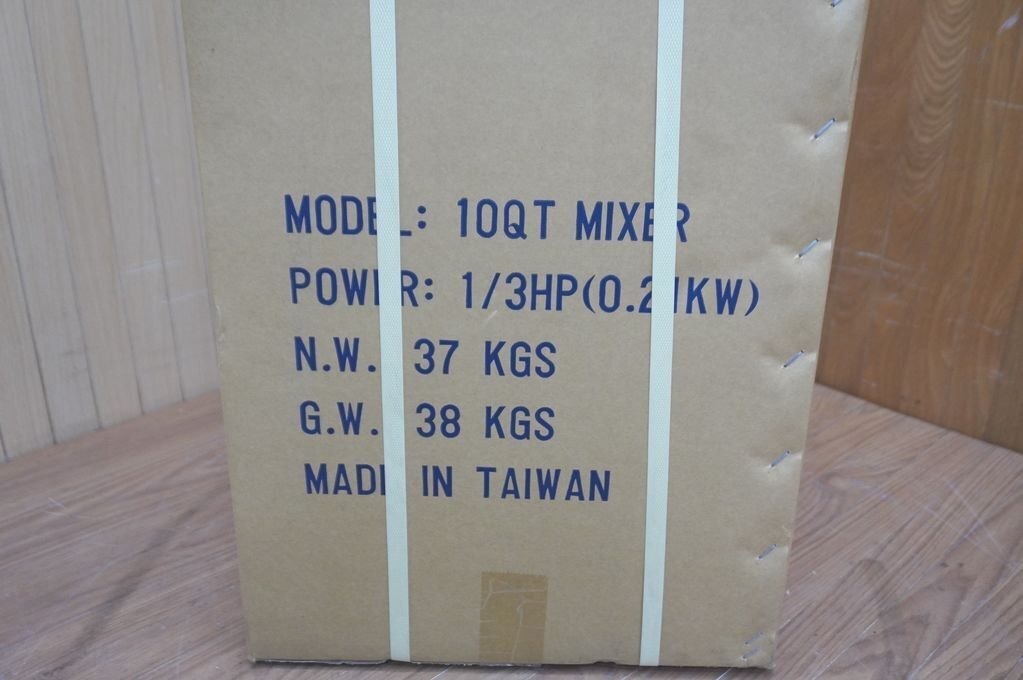 MODEL: 10QT MIXER
POWER: 1/3HP(0.21KW)
N.W. 37 KGS
G.W. 38 KGS
MADE IN TAIWAN